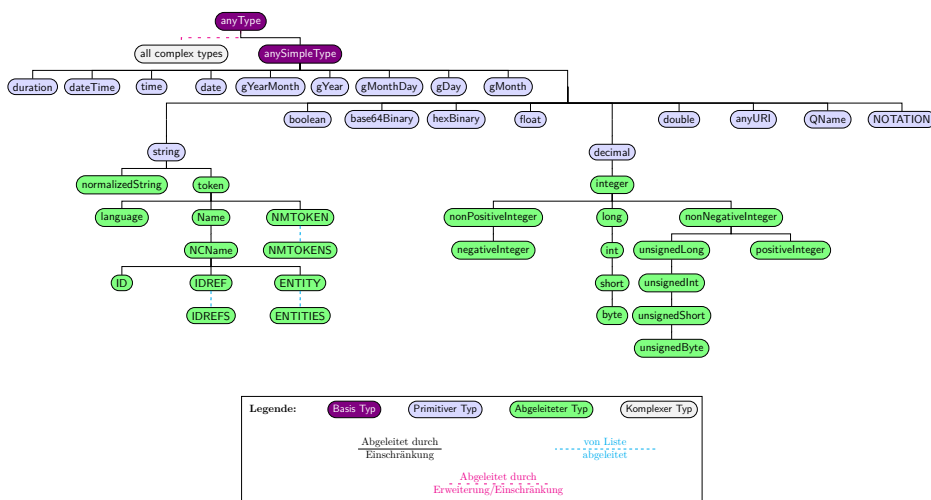 anyType
all complex types anySimpleType
duration dateTime time date gYearMonth gYear gMonthDay gDay gMonth
boolean base64Binary hexBinary float double anyURI QName NOTATION
string decimal
normalizedString token integer
language Name NMTOKEN nonPositiveInteger long nonNegativeInteger
NCName NMTOKENS negativeInteger int unsignedLong positiveInteger
ID IDREF ENTITY short unsignedInt
IDREFS ENTITIES byte unsignedShort
unsignedByte
Legende: Basis Typ Primitiver Typ Abgeleiteter Typ Komplexer Typ
Abgeleitet durch von Liste
Einschränkung abgeleitet
Abgeleitet durch
Erweiterung/Einschränkung